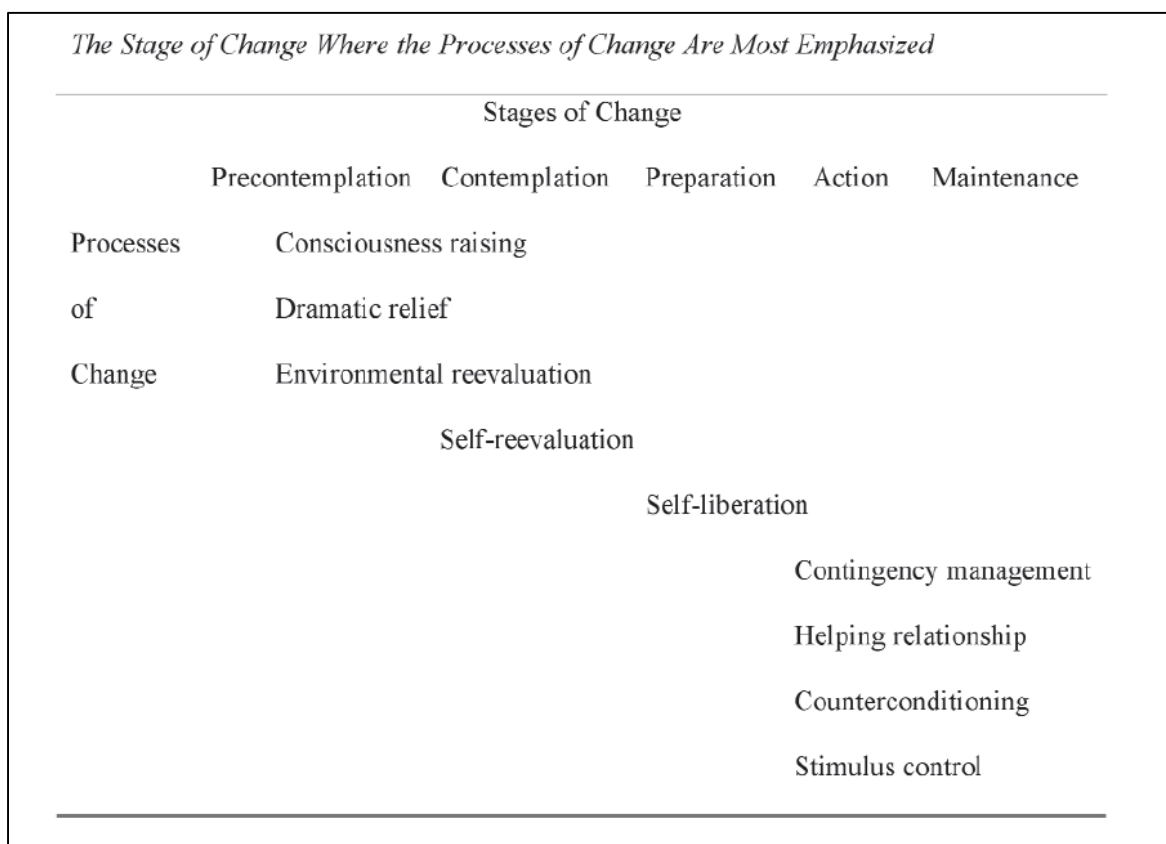 The Stage of Change Where the Processes of Change Are Most Emphasized
Stages of Change
Precontemplation Contemplation Preparation Action Maintenance
Processes Consciousness raising
of Dramatic relief
Change Environmental reevaluation
Self-reevaluation
Self-liberation
Contingency management
Helping relationship
Counterconditioning
Stimulus control